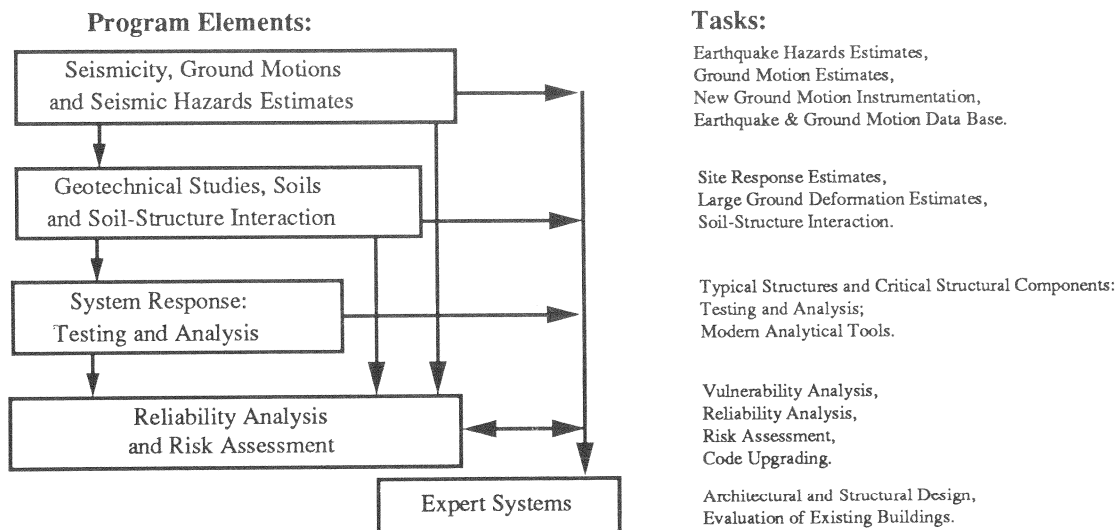 Program Elements:
Seismicity, Ground Motions
and Seismic Hazards Estimates
Geotechnical Studies, Soils
and Soil-Structure Interaction
System Response:
Testing and Analysis
Reliability Analysis
and Risk Assessment
Expert Systems
Tasks:
Earthquake Hazards Estimates,
Ground Motion Estimates,
New Ground Motion Instrumentation,
Earthquake & Ground Motion Data Base.
Site Response Estimates,
Large Ground Deformation Estimates,
Soil-Structure Interaction.
Typical Structures and Critical Structural Components:
Testing and Analysis;
Modern Analytical Tools.
Vulnerability Analysis,
Reliability Analysis,
Risk Assessment,
Code Upgrading.
Architectural and Structural Design,
Evaluation of Existing Buildings.